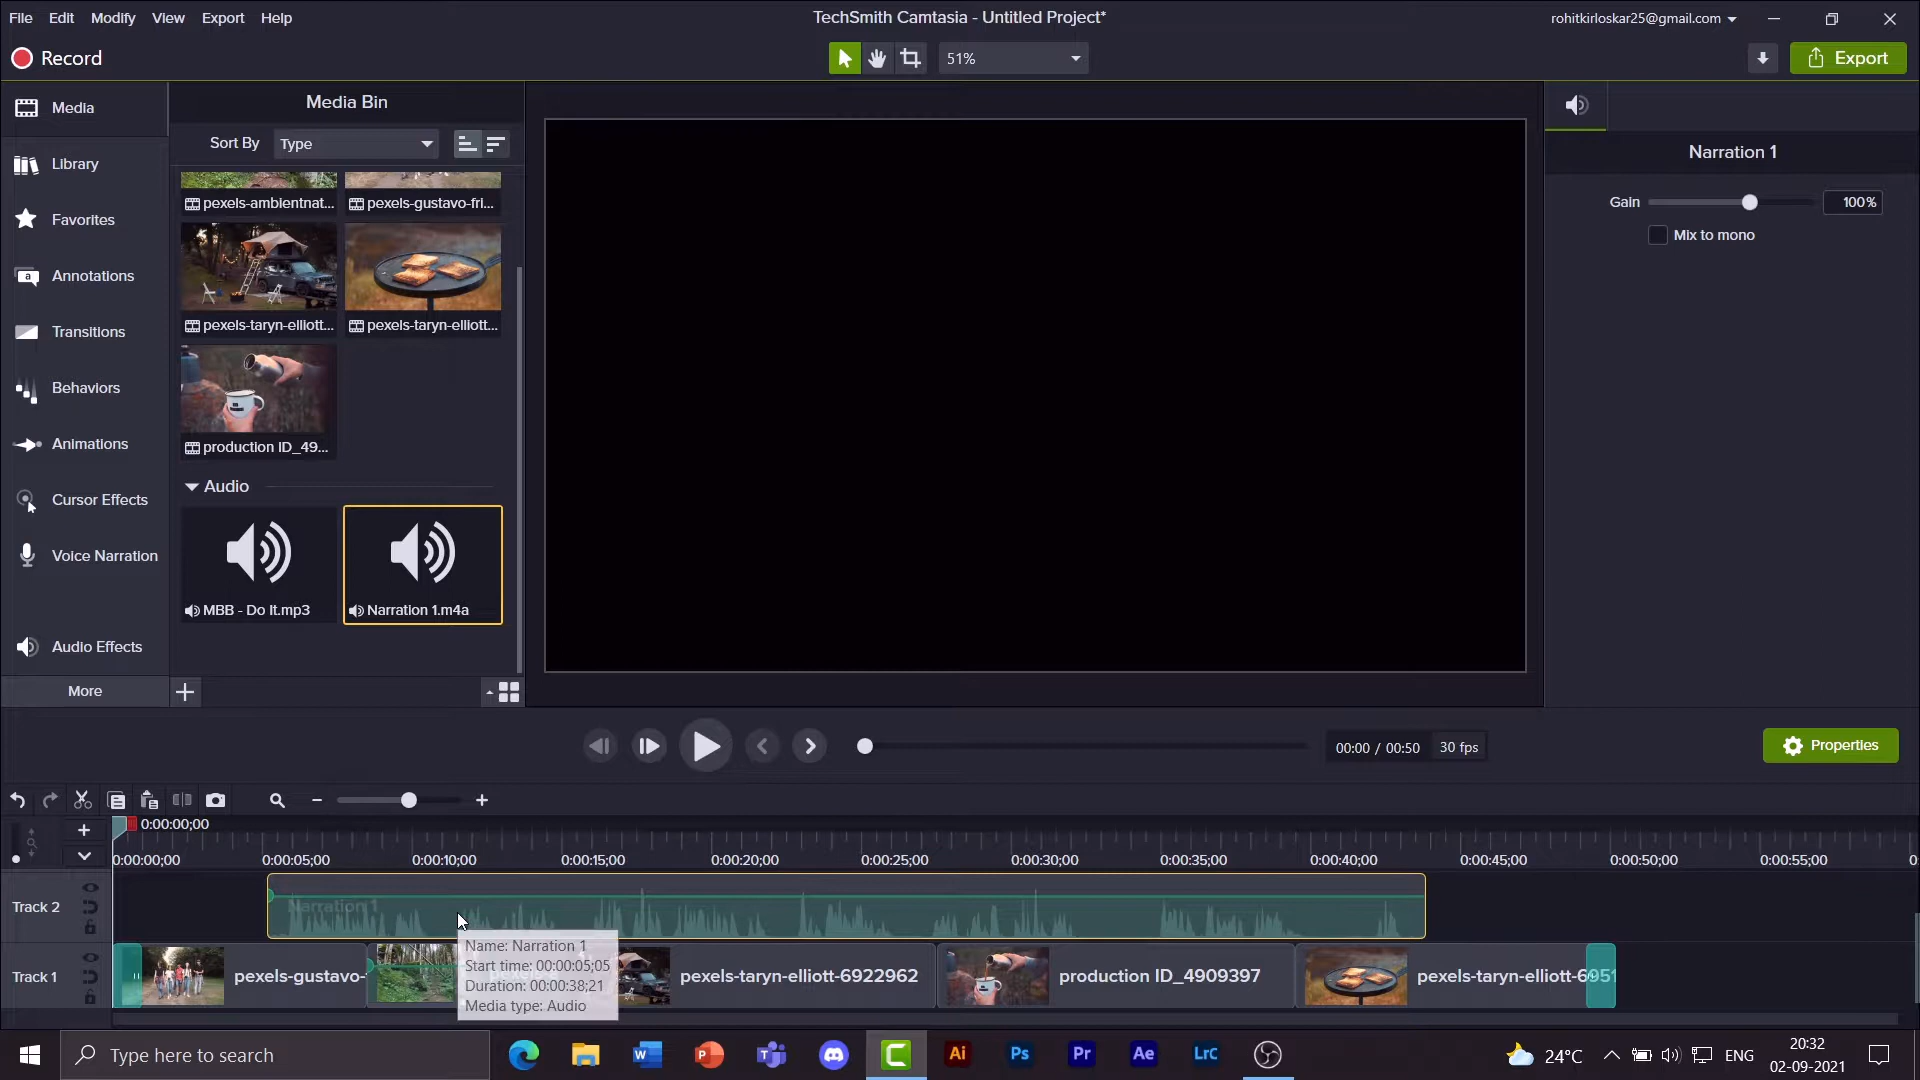 File Edit Modify View Export Help
TechSmith Camtasia - Untitled Project*
rohitkirloskar25@gmail.com
Record
51%
Export
Media
Library
Favorites
Annotations
Transitions
Behaviors
Animations
Cursor Effects
Voice Narration
Audio Effects
More
Media Bin
Sort By Type
pexels-ambientnat... pexels-gustavo-fri...
pexels-taryn-elliott... pexels-taryn-elliott...
production ID_49...
Audio
MBB - Do It.mp3 Narration 1.m4a
Narration 1
Gain 100%
Mix to mono
00:00 / 00:50 30 fps
Properties
0:00:00;00
0:00:00;00 0:00:05;00 0:00:10;00 0:00:15;00 0:00:20;00 0:00:25;00 0:00:30;00 0:00:35;00 0:00:40;00 0:00:45;00 0:00:50;00 0:00:55;00
Track 2
Narration 1
Name: Narration 1
Start time: 00:00:05;05
Duration: 00:00:38;21
Media type: Audio
Track 1 pexels-gustavo- pexels-taryn-elliott-6922962 production ID_4909397 pexels-taryn-elliott-6951
Type here to search
Ai Ps Pr Ae LrC
24°C ENG
20:32
02-09-2021